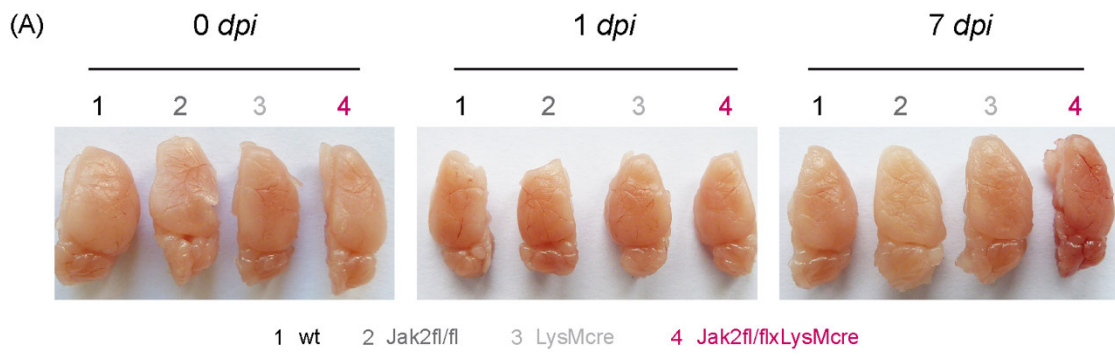 (A) 0 dpi 1 dpi 7 dpi
1 2 3 4 1 2 3 4 1 2 3 4
1 wt 2 Jak2fl/fl 3 LysMcre 4 Jak2fl/flxLysMcre